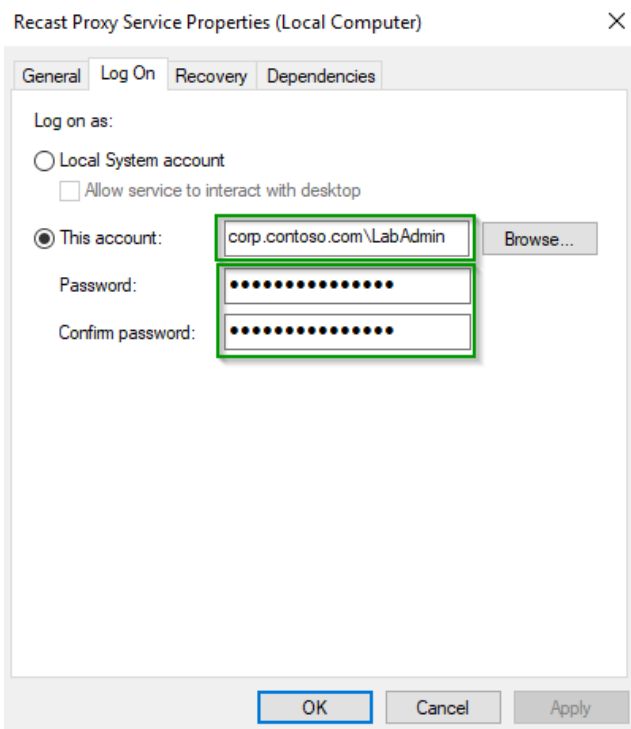 Recast Proxy Service Properties (Local Computer)
General Log On Recovery Dependencies
Log on as:
Local System account
Allow service to interact with desktop
This account: corp.contoso.com\LabAdmin Browse...
Password: ●●●●●●●●●●●●●●●
Confirm password: ●●●●●●●●●●●●●●●
OK Cancel Apply